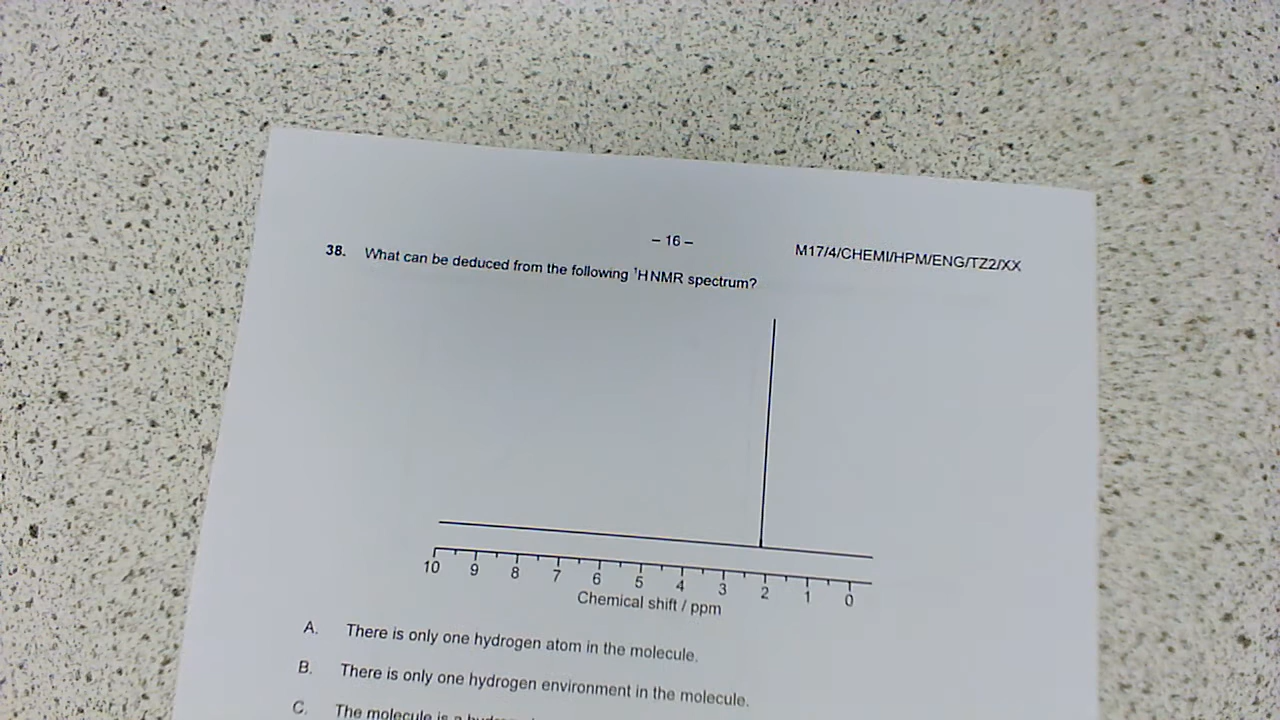 – 16 –
M17/4/CHEMI/HPM/ENG/TZ2/XX
38. What can be deduced from the following ¹H NMR spectrum?
10 9 8 7 6 5 4 3 2 1 0
Chemical shift / ppm
A. There is only one hydrogen atom in the molecule.
B. There is only one hydrogen environment in the molecule.
C. The molecule is a